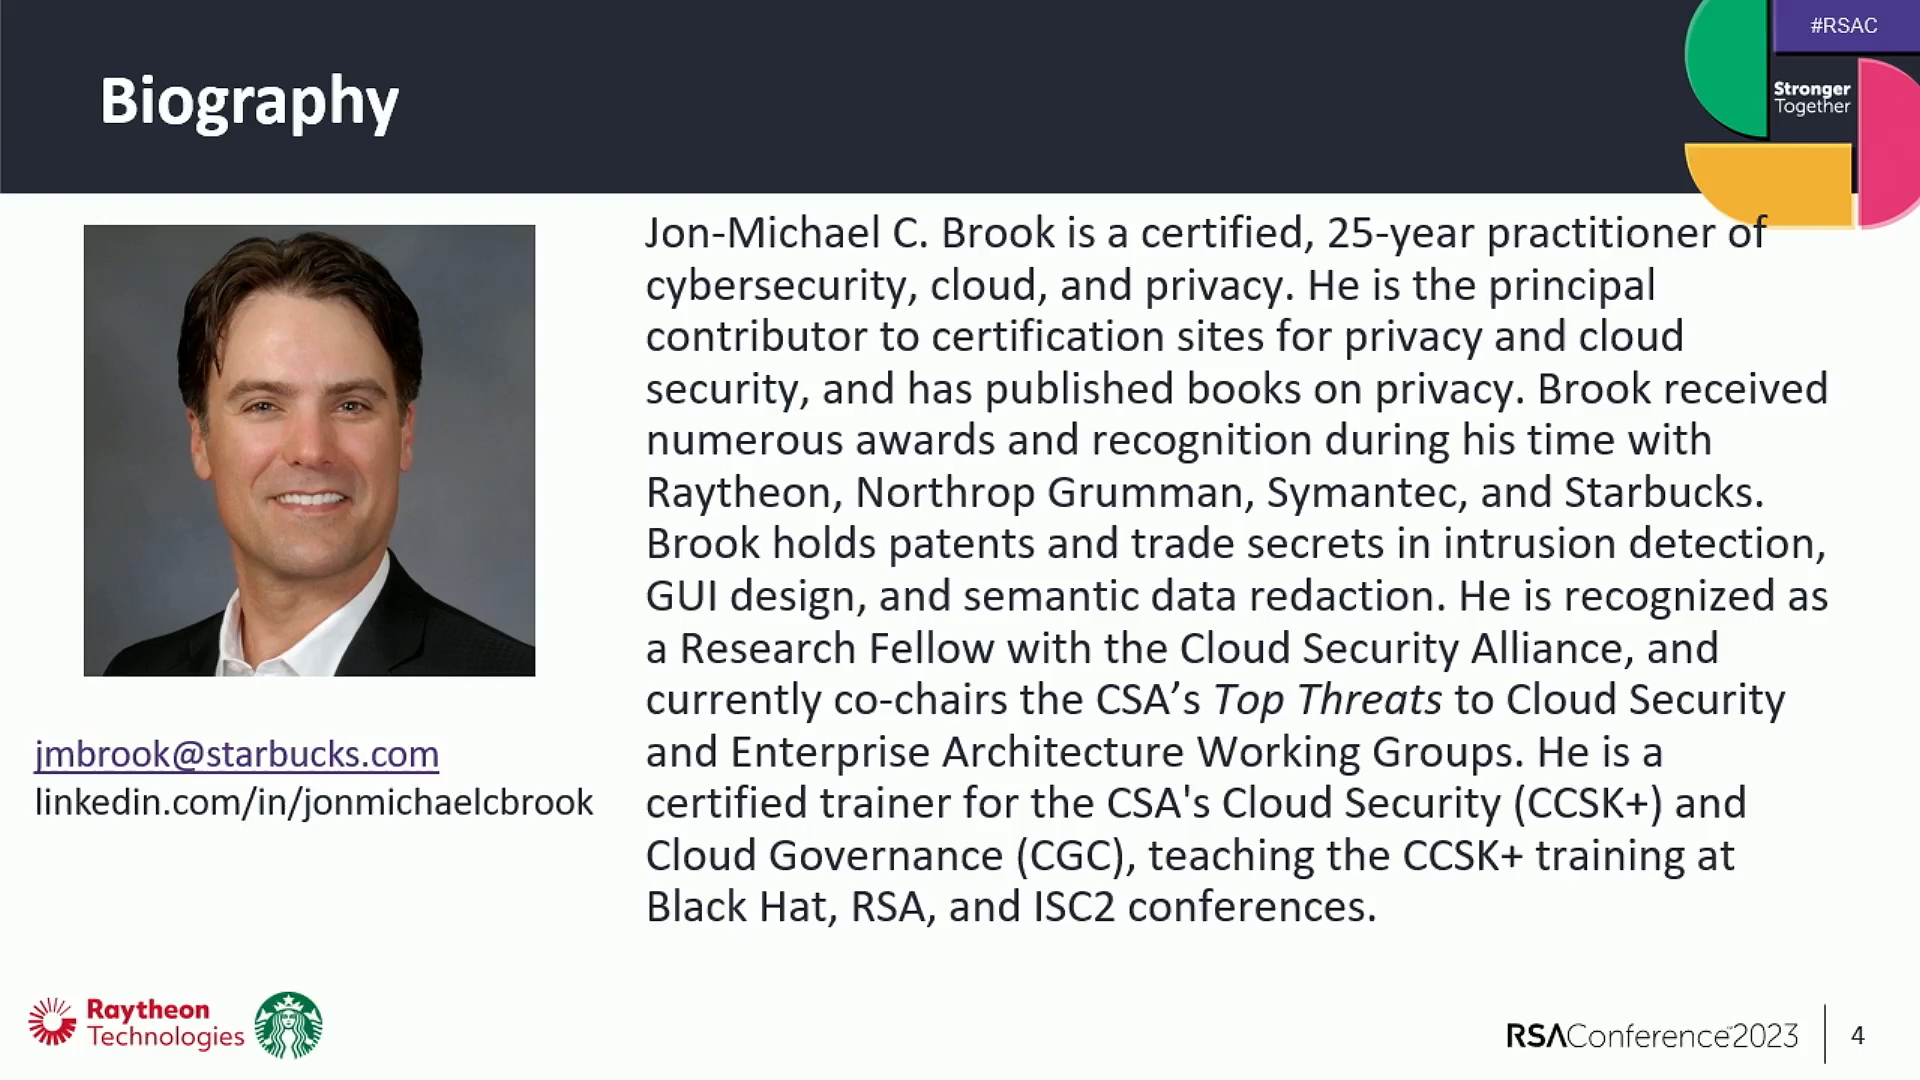 #RSAC
Biography
Stronger
Together
Jon-Michael C. Brook is a certified, 25-year practitioner of
cybersecurity, cloud, and privacy. He is the principal
contributor to certification sites for privacy and cloud
security, and has published books on privacy. Brook received
numerous awards and recognition during his time with
Raytheon, Northrop Grumman, Symantec, and Starbucks.
Brook holds patents and trade secrets in intrusion detection,
GUI design, and semantic data redaction. He is recognized as
a Research Fellow with the Cloud Security Alliance, and
currently co-chairs the CSA’s Top Threats to Cloud Security
and Enterprise Architecture Working Groups. He is a
certified trainer for the CSA's Cloud Security (CCSK+) and
Cloud Governance (CGC), teaching the CCSK+ training at
Black Hat, RSA, and ISC2 conferences.
jmbrook@starbucks.com
linkedin.com/in/jonmichaelcbrook
Raytheon
Technologies
RSAConference™2023
4